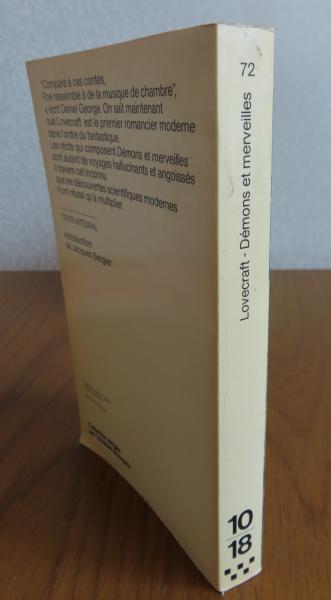 "Comparé à ces contes,
Poe ressemble à de la musique de chambre",
a écrit Daniel George. On sait maintenant
que Lovecraft est le premier romancier moderne
dans l'ordre du fantastique.
Les récits qui composent Démons et merveilles
sont autant de voyages hallucinants et angoissés
à travers cet inconnu
que les découvertes scientifiques modernes
n'ont réussi qu'à multiplier.
TEXTE INTÉGRAL
Introduction
de Jacques Bergier
72
Lovecraft - Démons et merveilles
10
18